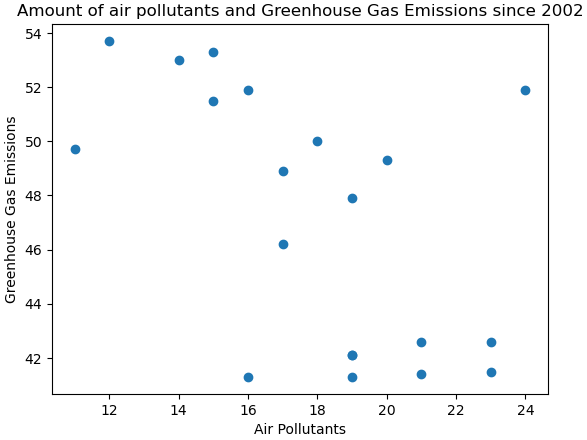 Amount of air pollutants and Greenhouse Gas Emissions since 2002
54
52
50
48
46
44
42
Greenhouse Gas Emissions
12 14 16 18 20 22 24
Air Pollutants